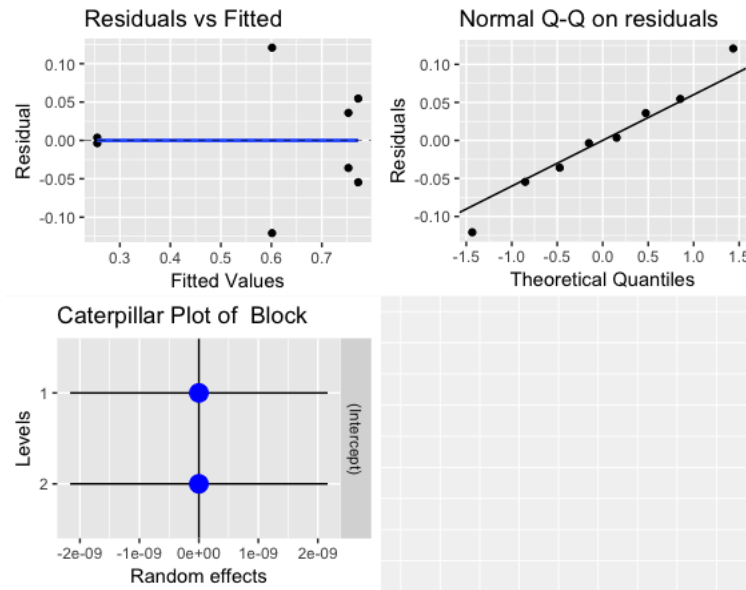 Residuals vs Fitted
0.10
0.05
0.00
-0.05
-0.10
Residual
0.3 0.4 0.5 0.6 0.7
Fitted Values
Normal Q-Q on residuals
0.10
0.05
0.00
-0.05
-0.10
Residuals
-1.5 -1.0 -0.5 0.0 0.5 1.0 1.5
Theoretical Quantiles
Caterpillar Plot of Block
1
2
Levels
(Intercept)
-2e-09 -1e-09 0e+00 1e-09 2e-09
Random effects